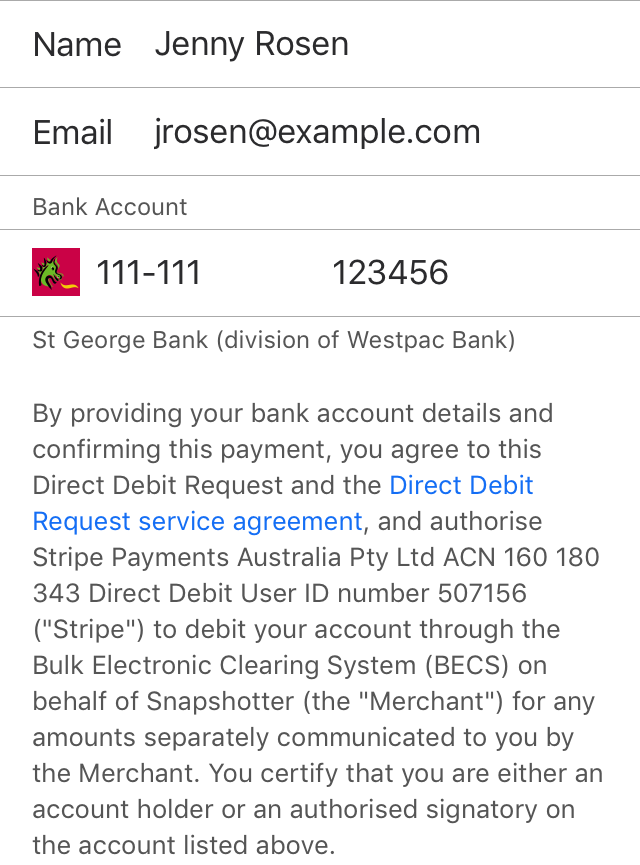 Name Jenny Rosen
Email jrosen@example.com
Bank Account
111-111 123456
St George Bank (division of Westpac Bank)
By providing your bank account details and
confirming this payment, you agree to this
Direct Debit Request and the Direct Debit
Request service agreement, and authorise
Stripe Payments Australia Pty Ltd ACN 160 180
343 Direct Debit User ID number 507156
("Stripe") to debit your account through the
Bulk Electronic Clearing System (BECS) on
behalf of Snapshotter (the "Merchant") for any
amounts separately communicated to you by
the Merchant. You certify that you are either an
account holder or an authorised signatory on
the account listed above.